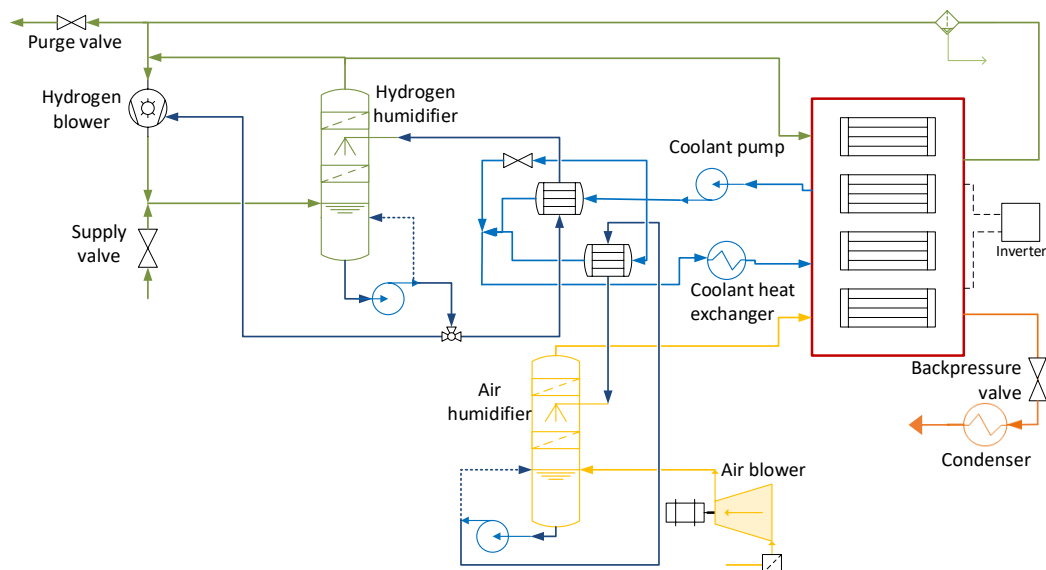 Purge valve
Hydrogen
blower
Hydrogen
humidifier
Coolant pump
Supply
valve
Inverter
Coolant heat
exchanger
Backpressure
valve
Air
humidifier
Condenser
Air blower